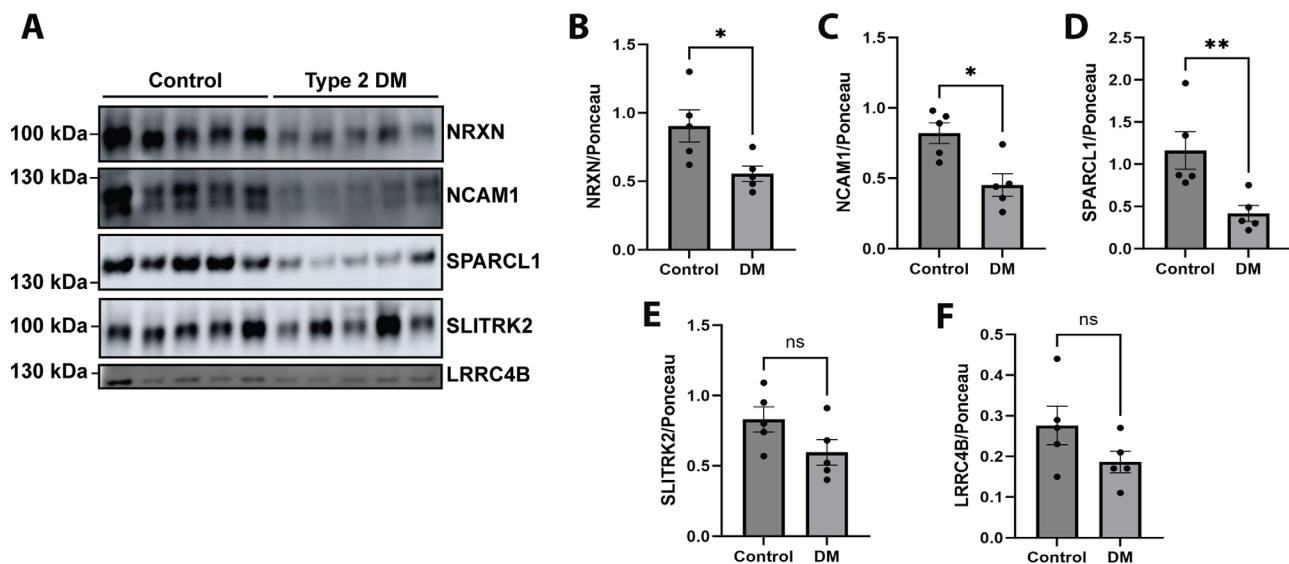 A
Control
Type 2 DM
100 kDa
NRXN
130 kDa
NCAM1
SPARCL1
130 kDa
100 kDa
SLITRK2
130 kDa
LRRC4B
B
NRXN/Ponceau
1.5
1.0
0.5
0.0
*
Control
DM
C
NCAM1/Ponceau
1.5
1.0
0.5
0.0
*
Control
DM
D
SPARCL1/Ponceau
2.5
2.0
1.5
1.0
0.5
0.0
**
Control
DM
E
SLITRK2/Ponceau
1.5
1.0
0.5
0.0
ns
Control
DM
F
LRRC4B/Ponceau
0.5
0.4
0.3
0.2
0.1
0.0
ns
Control
DM